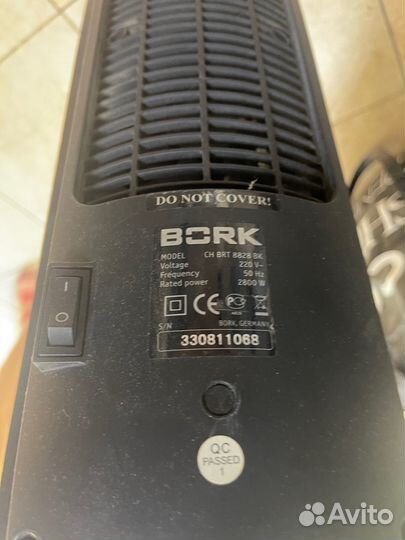 DO NOT COVER!
BORK
MODEL CH BRT 8828 BK
Voltage 220 V~
Frequency 50 Hz
Rated power 2800 W
CE
S/N BORK, GERMANY
330811068
QC
PASSED
1
Avito